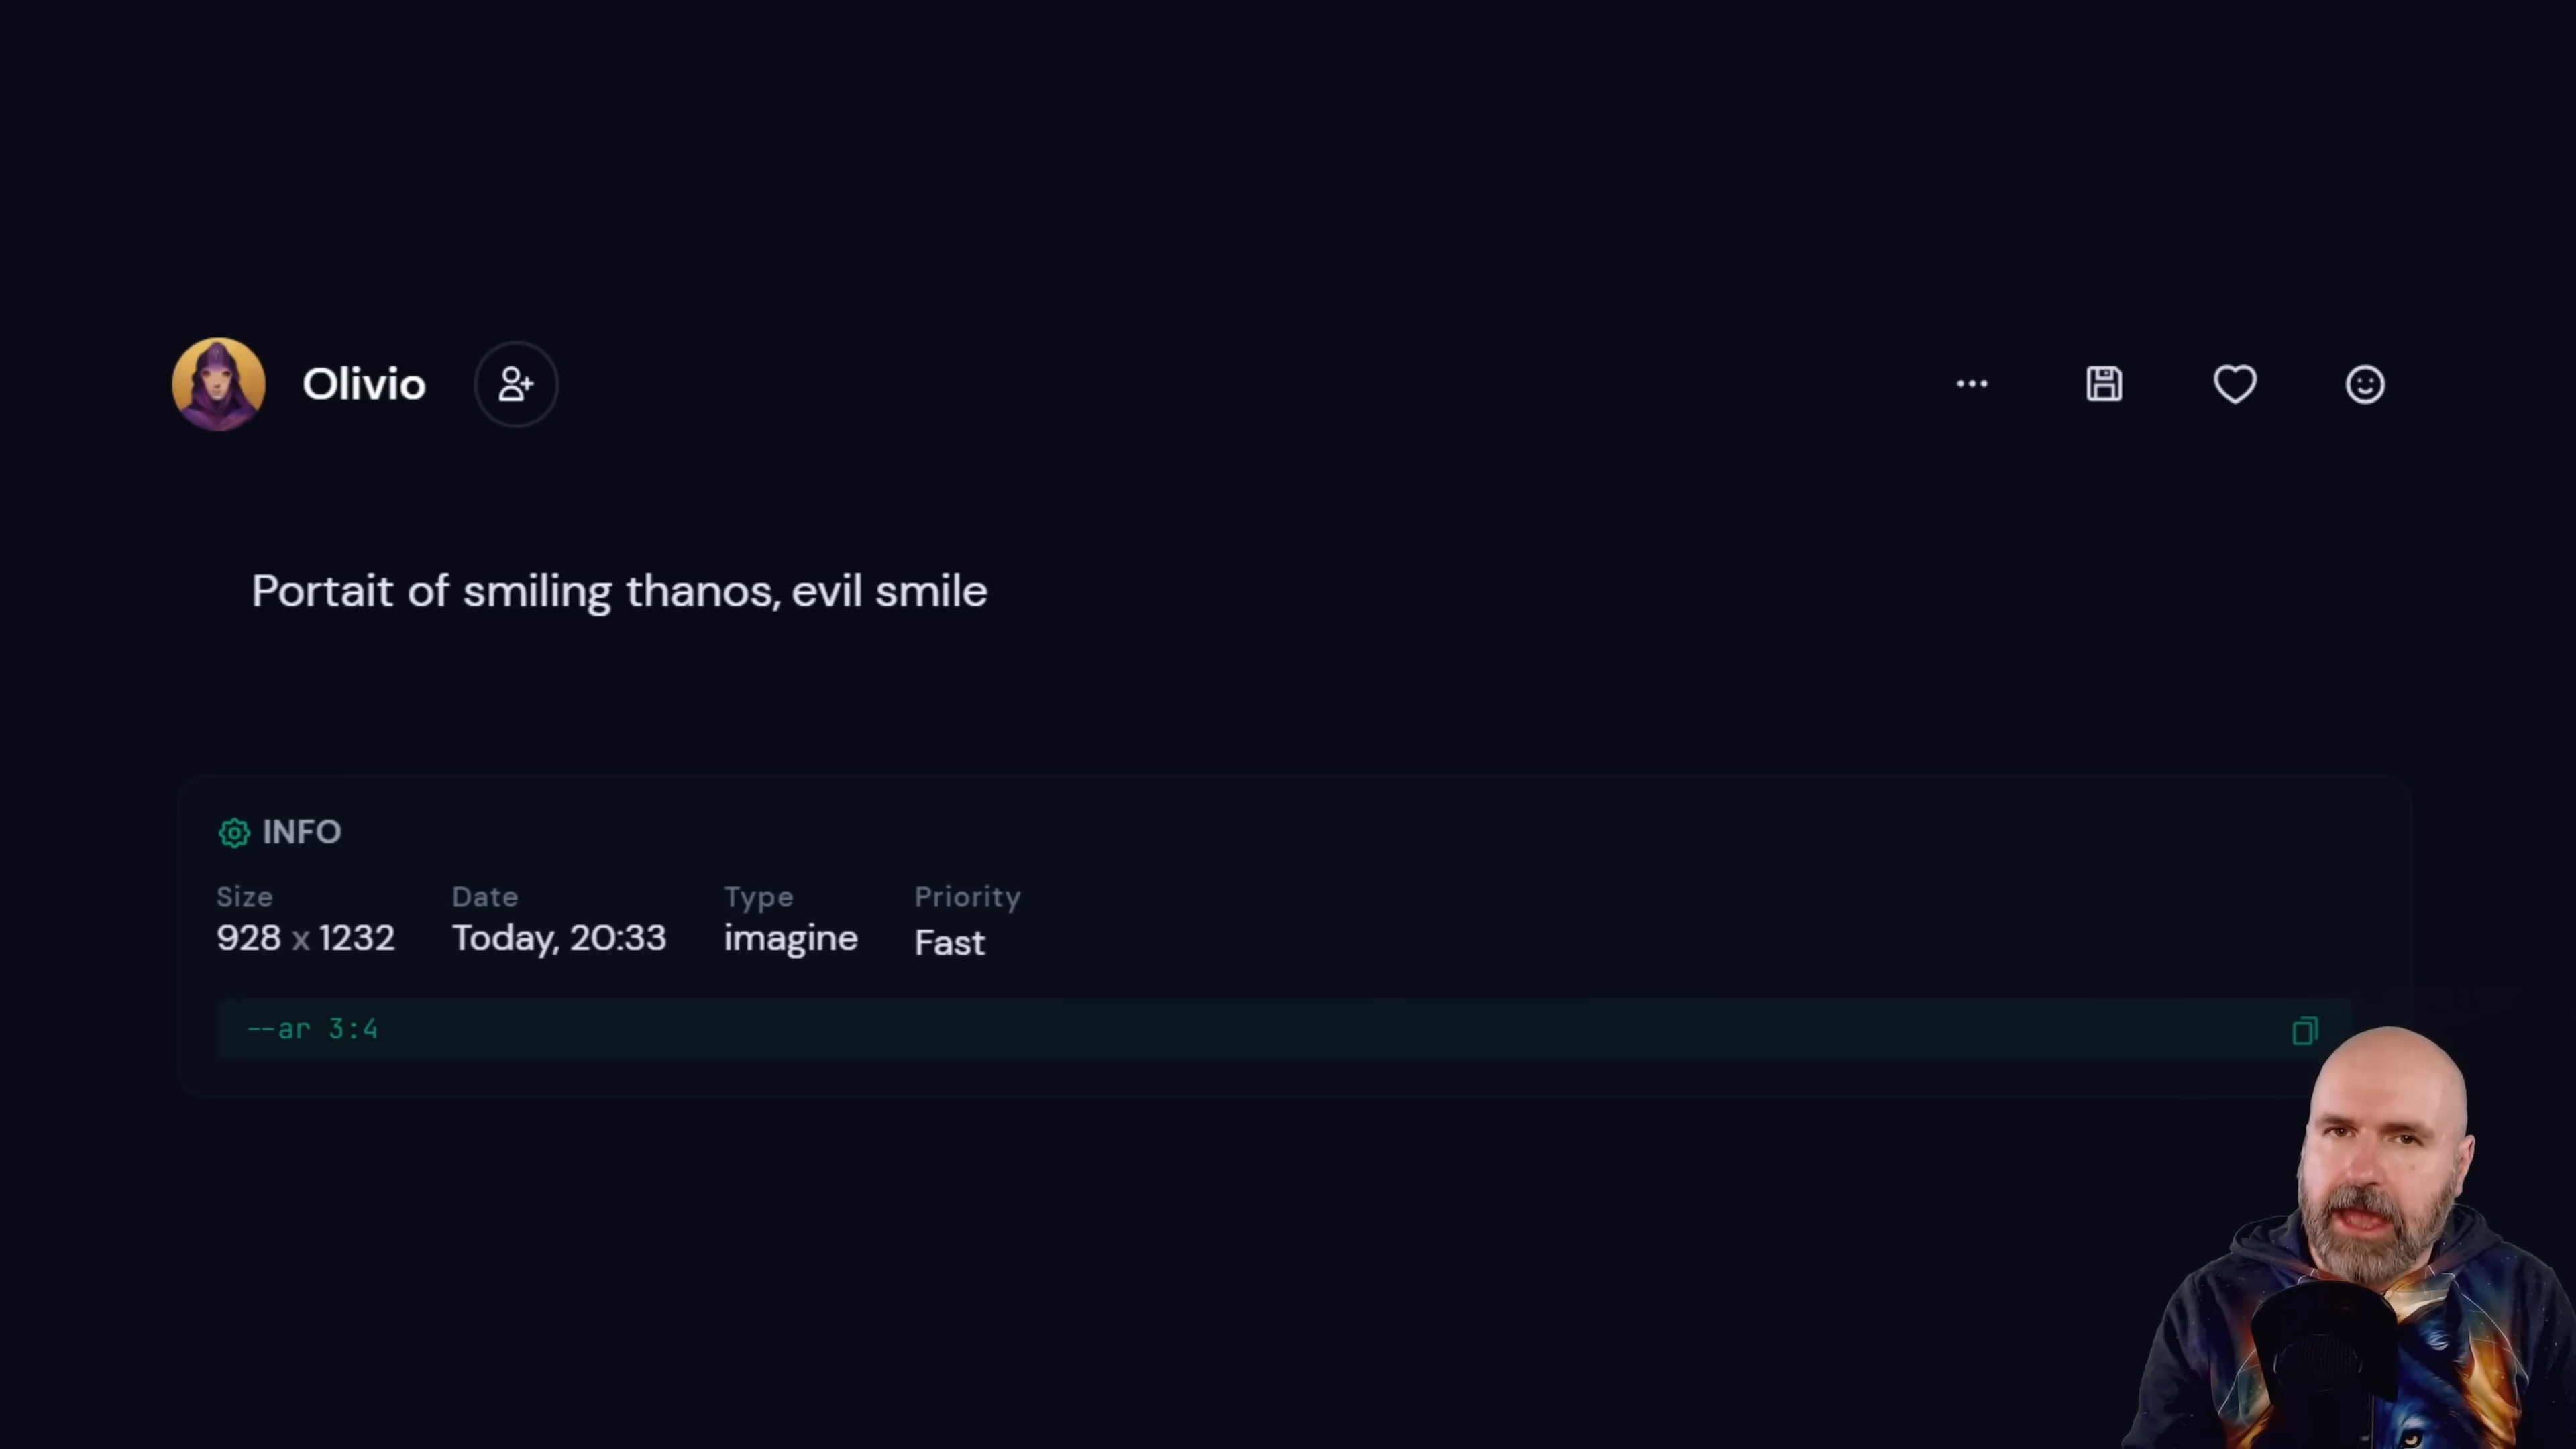 Olivio
Portait of smiling thanos, evil smile
INFO
Size Date Type Priority
928 x 1232 Today, 20:33 imagine Fast
--ar 3:4